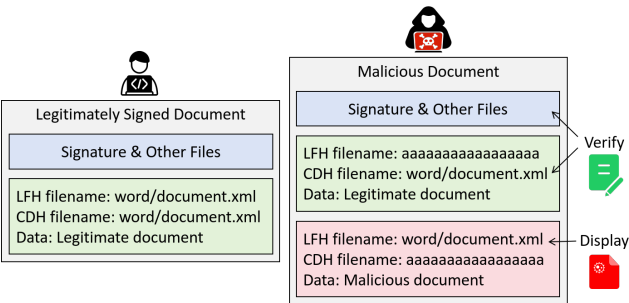 Legitimately Signed Document
Signature & Other Files
LFH filename: word/document.xml
CDH filename: word/document.xml
Data: Legitimate document
Malicious Document
Signature & Other Files
LFH filename: aaaaaaaaaaaaaaaaa
CDH filename: word/document.xml
Data: Legitimate document
LFH filename: word/document.xml
CDH filename: aaaaaaaaaaaaaaaaa
Data: Malicious document
Verify
Display